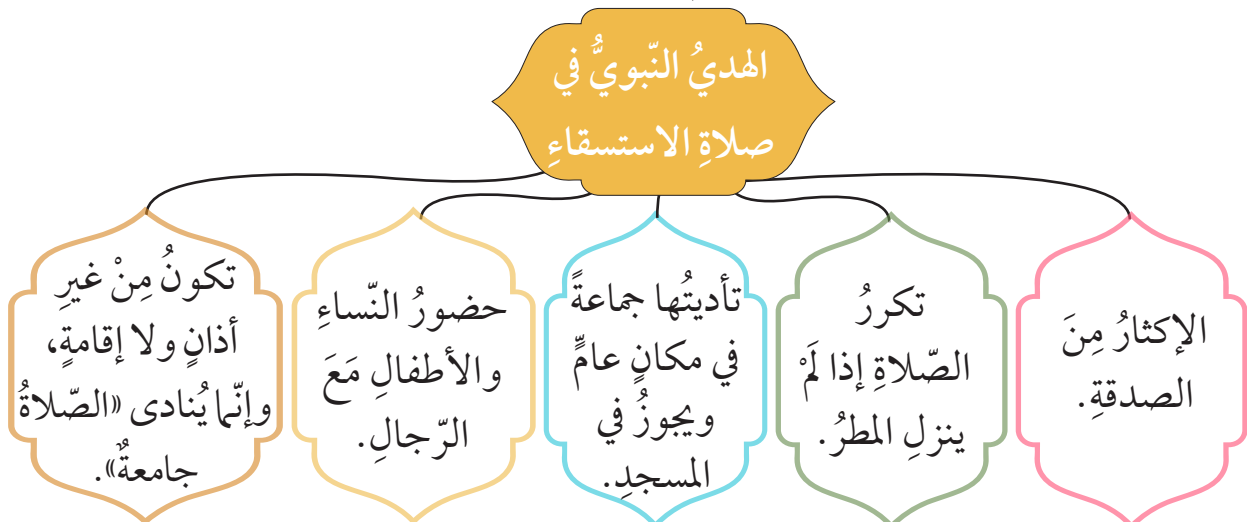 الهديُ النّبويُّ في
صلاةِ الاستسقاءِ
الإكثارُ مِنَ
الصدقةِ.
تكررُ
الصّلاةِ إذا لَمْ
ينزلِ المطرُ.
تأديتُها جماعةً
في مكانٍ عامٍّ
ويجوزُ في
المسجدِ.
حضورُ النّساءِ
والأطفالِ مَعَ
الرّجالِ.
تكونُ مِنْ غيرِ
أذانٍ ولا إقامةٍ،
وإنّما يُنادى «الصّلاةُ
جامعةٌ».